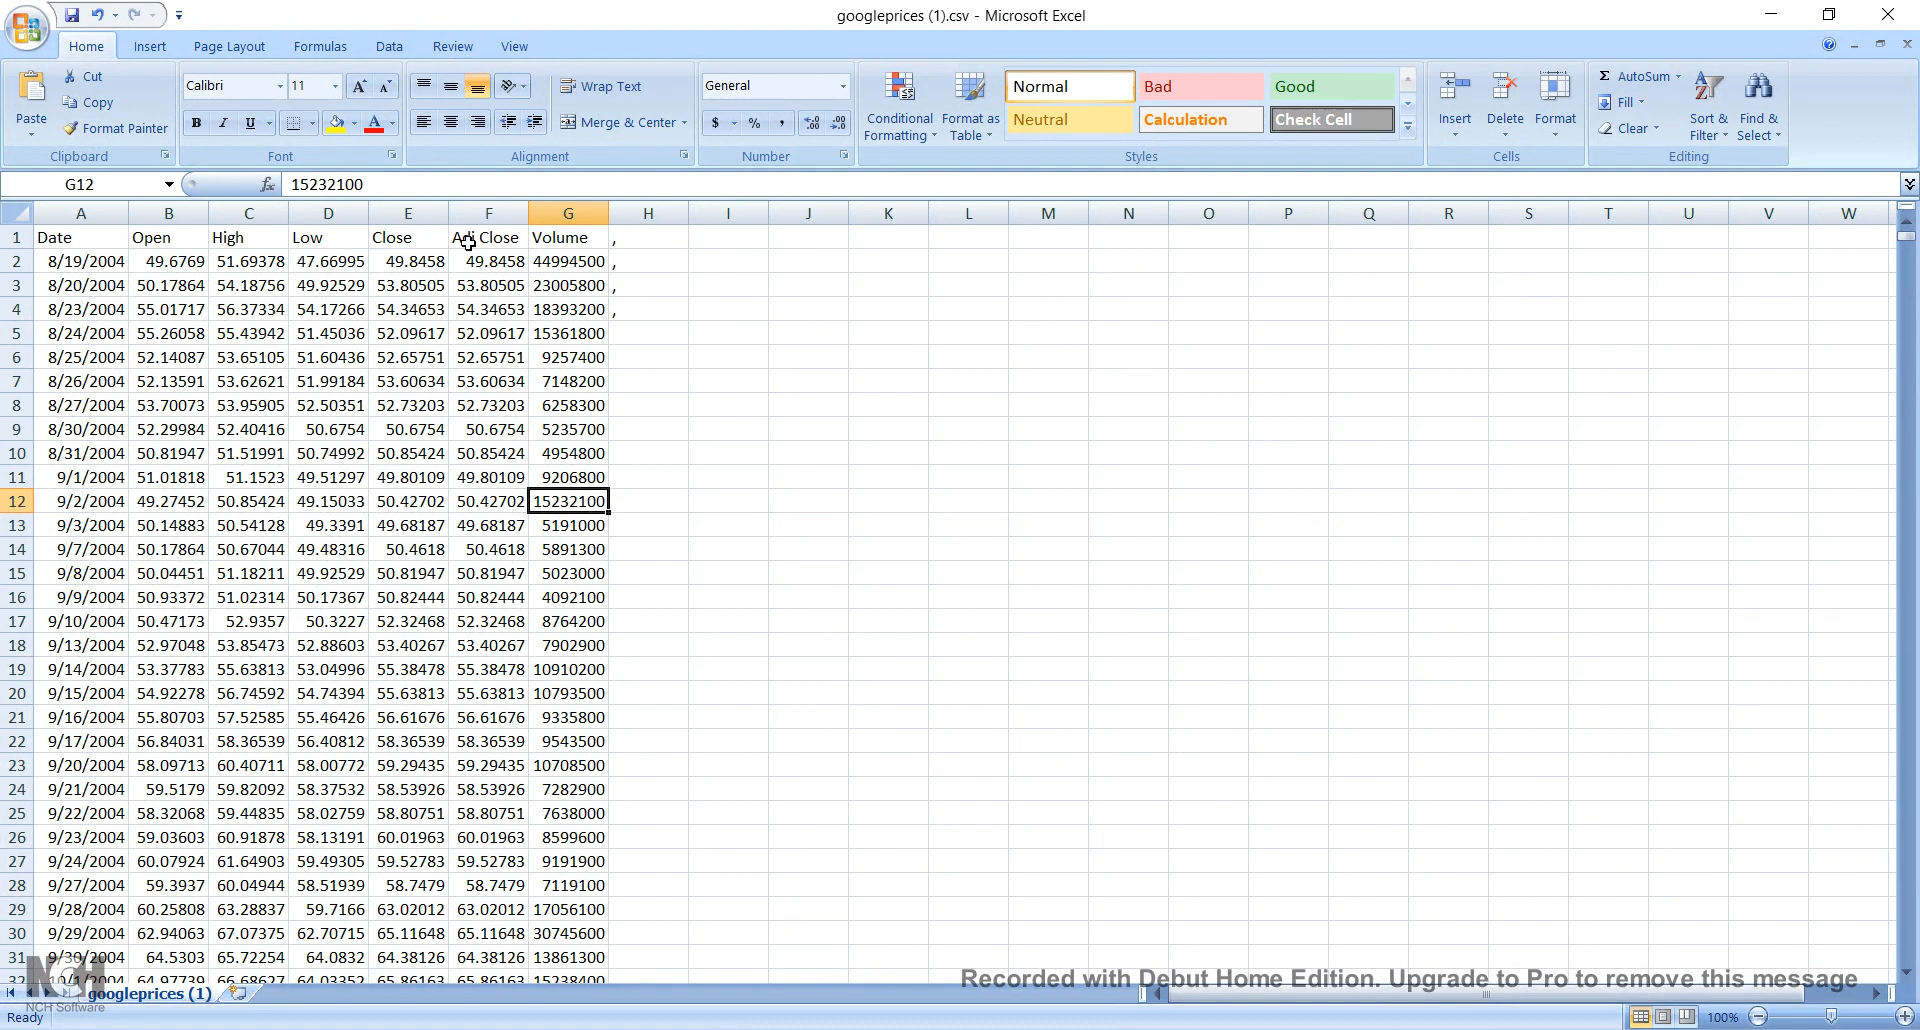 googleprices (1).csv - Microsoft Excel
Home Insert Page Layout Formulas Data Review View
Paste
Cut
Copy
Format Painter
Clipboard
Calibri 11
B I U A
Font
Wrap Text
Merge & Center
Alignment
General
$ % ,
Number
Conditional Formatting
Format as Table
Normal Bad Good
Neutral Calculation Check Cell
Styles
Insert Delete Format
Cells
Σ AutoSum
Fill
Clear
Sort & Filter
Find & Select
Editing
G12 fx 15232100
A B C D E F G H I J K L M N O P Q R S T U V W
1 Date Open High Low Close Adj Close Volume ,
2 8/19/2004 49.6769 51.69378 47.66995 49.8458 49.8458 44994500 ,
3 8/20/2004 50.17864 54.18756 49.92529 53.80505 53.80505 23005800 ,
4 8/23/2004 55.01717 56.37334 54.17266 54.34653 54.34653 18393200 ,
5 8/24/2004 55.26058 55.43942 51.45036 52.09617 52.09617 15361800
6 8/25/2004 52.14087 53.65105 51.60436 52.65751 52.65751 9257400
7 8/26/2004 52.13591 53.62621 51.99184 53.60634 53.60634 7148200
8 8/27/2004 53.70073 53.95905 52.50351 52.73203 52.73203 6258300
9 8/30/2004 52.29984 52.40416 50.6754 50.6754 50.6754 5235700
10 8/31/2004 50.81947 51.51991 50.74992 50.85424 50.85424 4954800
11 9/1/2004 51.01818 51.1523 49.51297 49.80109 49.80109 9206800
12 9/2/2004 49.27452 50.85424 49.15033 50.42702 50.42702 15232100
13 9/3/2004 50.14883 50.54128 49.3391 49.68187 49.68187 5191000
14 9/7/2004 50.17864 50.67044 49.48316 50.4618 50.4618 5891300
15 9/8/2004 50.04451 51.18211 49.92529 50.81947 50.81947 5023000
16 9/9/2004 50.93372 51.02314 50.17367 50.82444 50.82444 4092100
17 9/10/2004 50.47173 52.9357 50.3227 52.32468 52.32468 8764200
18 9/13/2004 52.97048 53.85473 52.88603 53.40267 53.40267 7902900
19 9/14/2004 53.37783 55.63813 53.04996 55.38478 55.38478 10910200
20 9/15/2004 54.92278 56.74592 54.74394 55.63813 55.63813 10793500
21 9/16/2004 55.80703 57.52585 55.46426 56.61676 56.61676 9335800
22 9/17/2004 56.84031 58.36539 56.40812 58.36539 58.36539 9543500
23 9/20/2004 58.09713 60.40711 58.00772 59.29435 59.29435 10708500
24 9/21/2004 59.5179 59.82092 58.37532 58.53926 58.53926 7282900
25 9/22/2004 58.32068 59.44835 58.02759 58.80751 58.80751 7638000
26 9/23/2004 59.03603 60.91878 58.13191 60.01963 60.01963 8599600
27 9/24/2004 60.07924 61.64903 59.49305 59.52783 59.52783 9191900
28 9/27/2004 59.3937 60.04944 58.51939 58.7479 58.7479 7119100
29 9/28/2004 60.25808 63.28837 59.7166 63.02012 63.02012 17056100
30 9/29/2004 62.94063 67.07375 62.70715 65.11648 65.11648 30745600
31 9/30/2004 64.5303 65.72254 64.0832 64.38126 64.38126 13861300
32 10/1/2004 64.97739 66.68627 64.03352 65.86163 65.86163 15238400
NCH
NCH Software
Recorded with Debut Home Edition. Upgrade to Pro to remove this message
googleprices (1)
Ready 100%